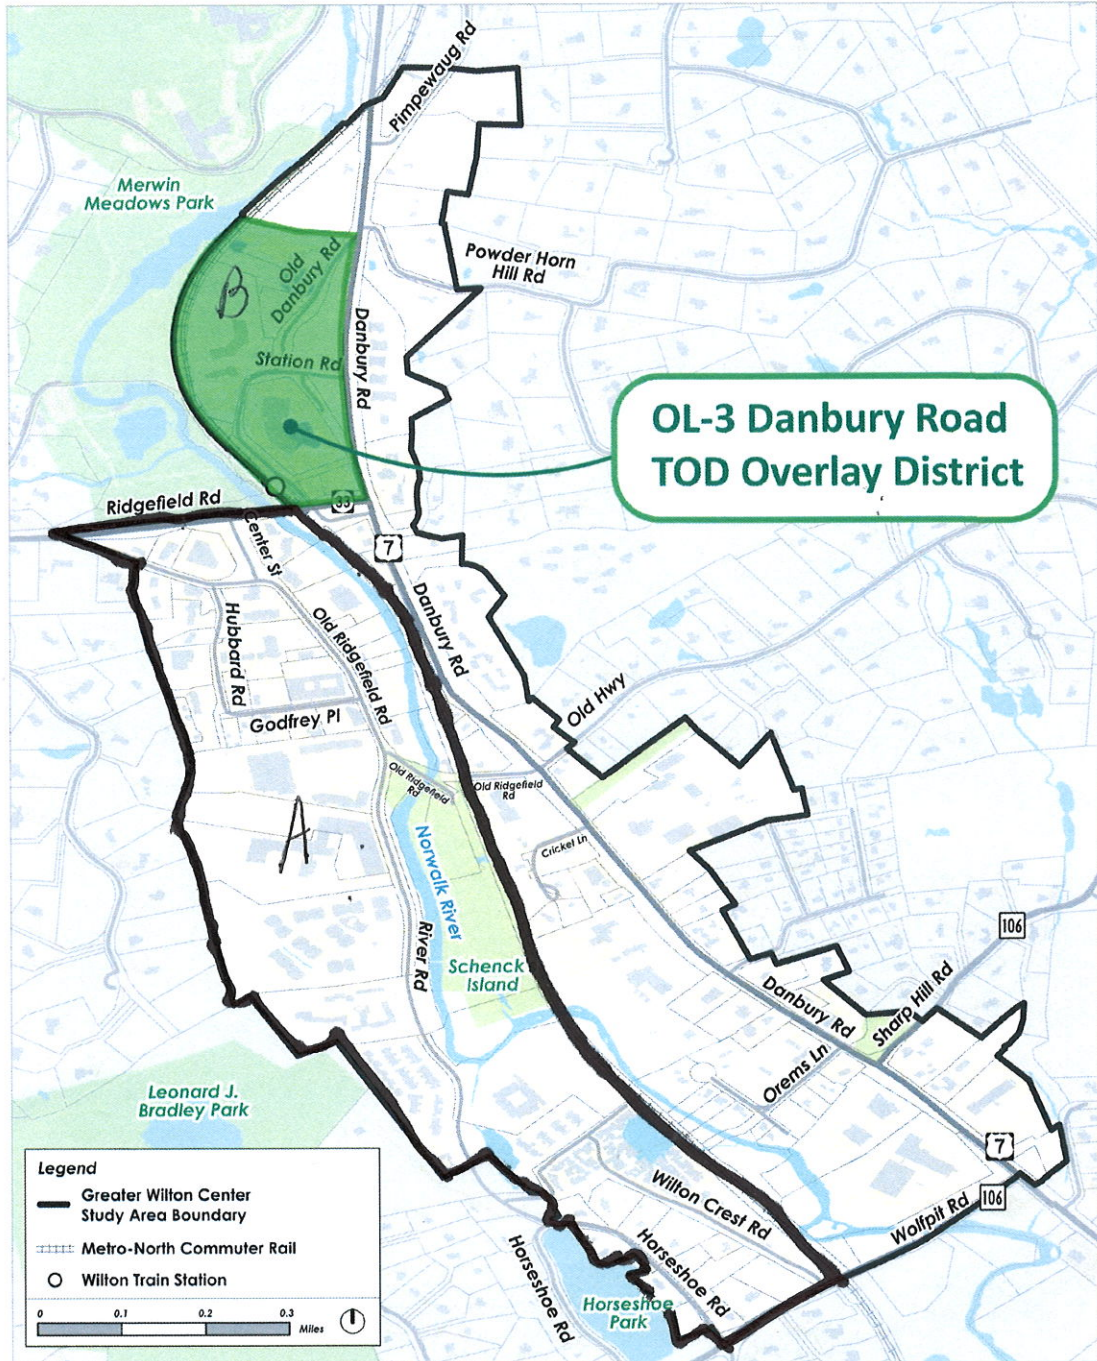 Pimpewaug Rd
Merwin
Meadows Park
Powder Horn
Hill Rd
B
Old
Danbury Rd
Station Rd
Danbury Rd
OL-3 Danbury Road
TOD Overlay District
Ridgefield Rd
33
Center St
7
Danbury Rd
Hubbard Rd
Old Ridgefield Rd
Godfrey Pl
Old Hwy
Old Ridgefield
Rd
Old Ridgefield
Rd
A
Norwalk River
Cricket Ln
River Rd
Schenck
Island
106
Danbury Rd
Sharp Hill Rd
Orems Ln
Leonard J.
Bradley Park
7
106
Wolfpit Rd
Wilton Crest Rd
Horseshoe Rd
Horseshoe Rd
Horseshoe
Park
Legend
Greater Wilton Center
Study Area Boundary
Metro-North Commuter Rail
Wilton Train Station
0 0.1 0.2 0.3
Miles